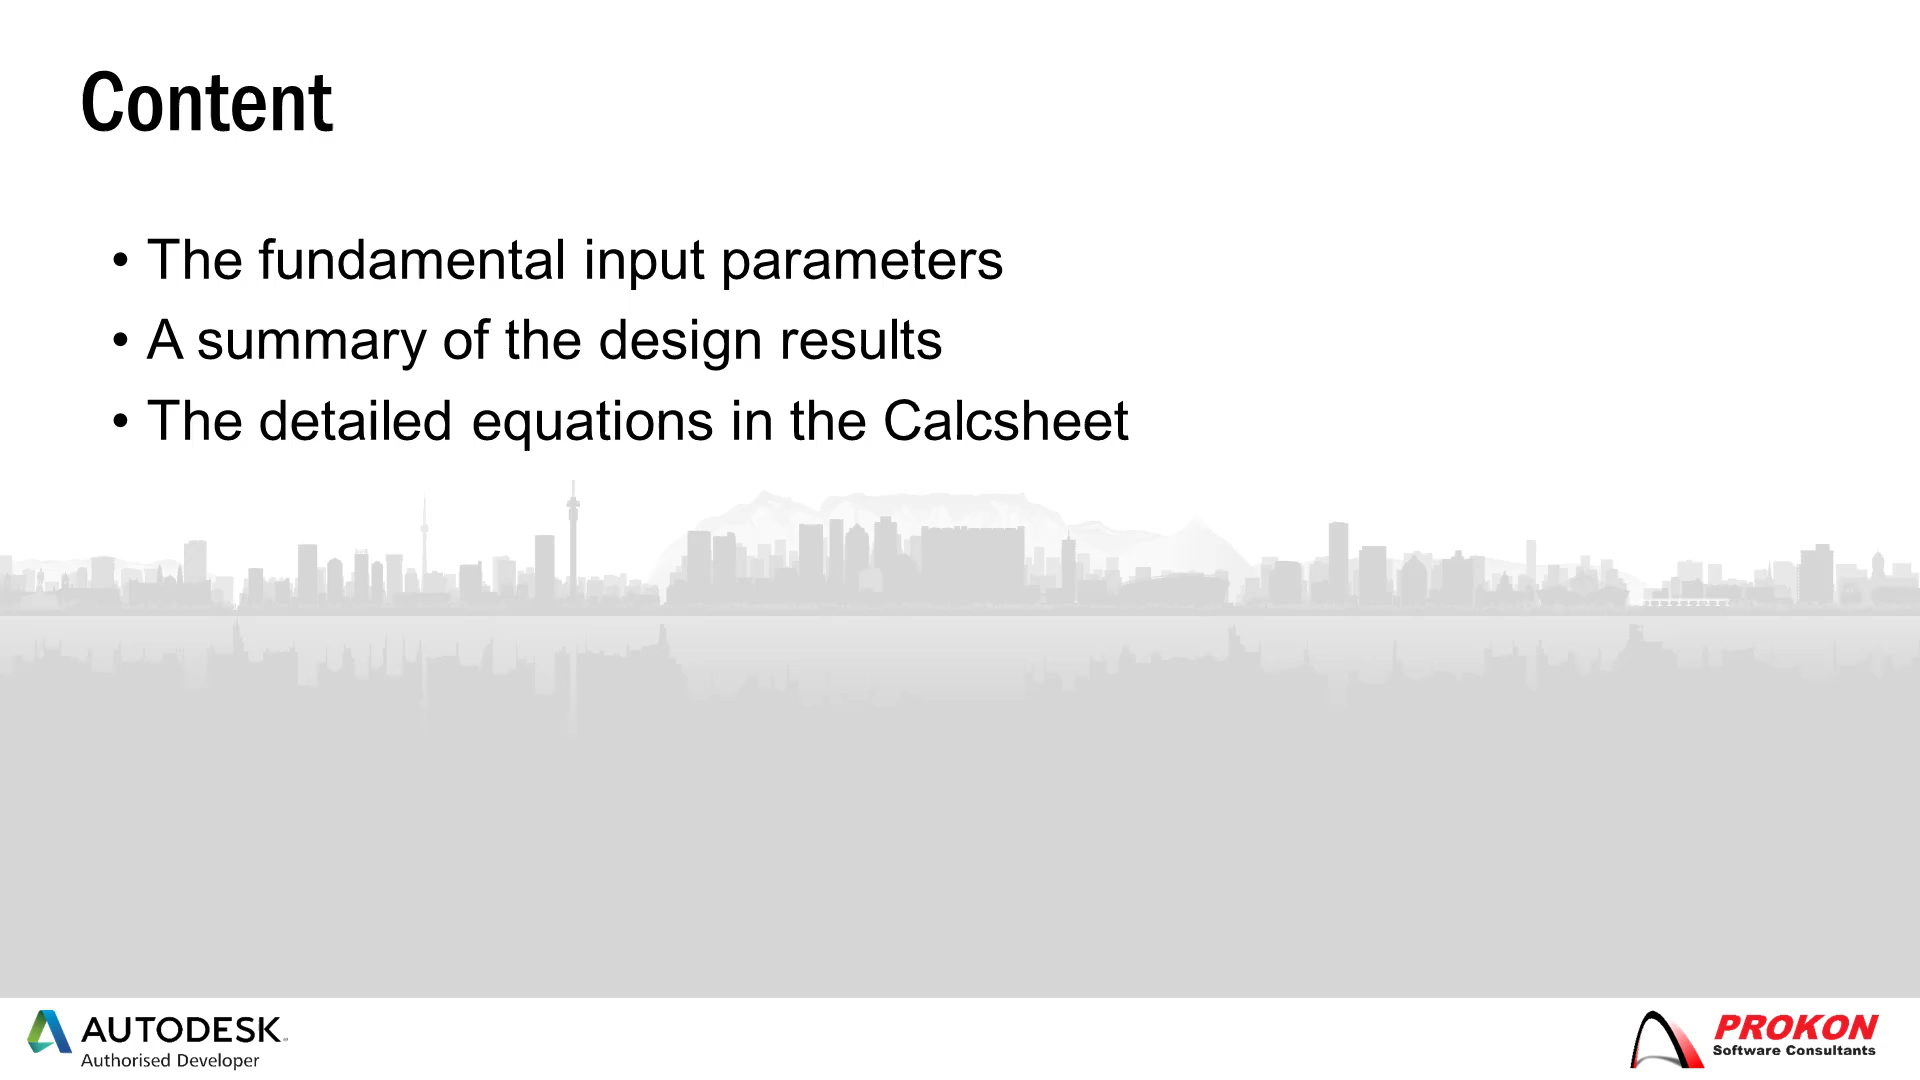 Content
• The fundamental input parameters
• A summary of the design results
• The detailed equations in the Calcsheet
AUTODESK
Authorised Developer
PROKON
Software Consultants